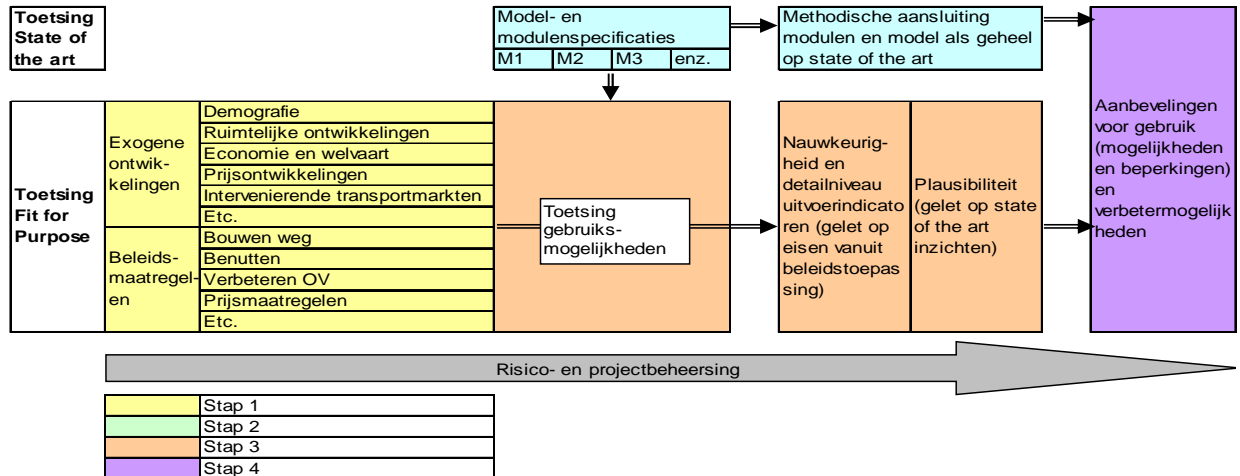 Toetsing
State of
the art
Model- en
modulenspecificaties
M1 M2 M3 enz.
Methodische aansluiting
modulen en model als geheel
op state of the art
Toetsing
Fit for
Purpose
Exogene
ontwik-
kelingen
Demografie
Ruimtelijke ontwikkelingen
Economie en welvaart
Prijsontwikkelingen
Intervenierende transportmarkten
Etc.
Beleids-
maatregel-
en
Bouwen weg
Benutten
Verbeteren OV
Prijsmaatregelen
Etc.
Toetsing
gebruiks-
mogelijkheden
Nauwkeurig-
heid en
detailniveau
uitvoerindicato
ren (gelet op
eisen vanuit
beleidstoepas
sing)
Plausibiliteit
(gelet op state
of the art
inzichten)
Aanbevelingen
voor gebruik
(mogelijkheden
en beperkingen)
en
verbetermogelijk
heden
Risico- en projectbeheersing
Stap 1
Stap 2
Stap 3
Stap 4